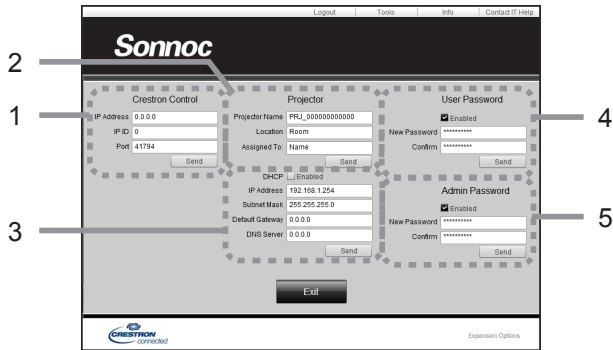 Logout Tools Info Contact IT Help
Sonnoc
2
1
4
3
5
Crestron Control
IP Address 0.0.0.0
IP ID 0
Port 41794
Send
Projector
Projector Name PRJ_000000000000
Location Room
Assigned To: Name
Send
DHCP Enabled
IP Address 192.168.1.254
Subnet Mask 255.255.255.0
Default Gateway 0.0.0.0
DNS Server 0.0.0.0
Send
User Password
Enabled
New Password **********
Confirm **********
Send
Admin Password
Enabled
New Password **********
Confirm **********
Send
Exit
CRESTRON
connected
Expansion Options